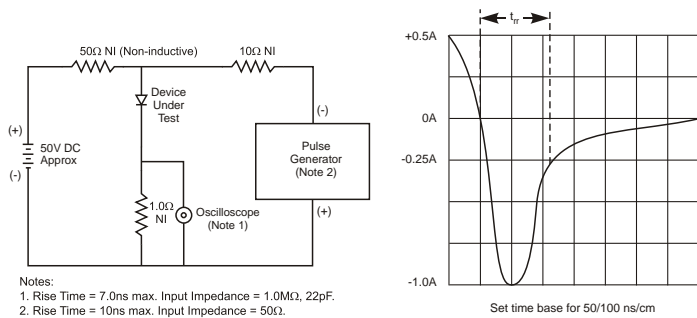 50Ω NI (Non-inductive)
10Ω NI
Device
Under
Test
(+)
50V DC
Approx
(-)
(-)
Pulse
Generator
(Note 2)
(+)
1.0Ω
NI
Oscilloscope
(Note 1)
Notes:
1. Rise Time = 7.0ns max. Input Impedance = 1.0MΩ, 22pF.
2. Rise Time = 10ns max. Input Impedance = 50Ω.
trr
+0.5A
0A
-0.25A
-1.0A
Set time base for 50/100 ns/cm